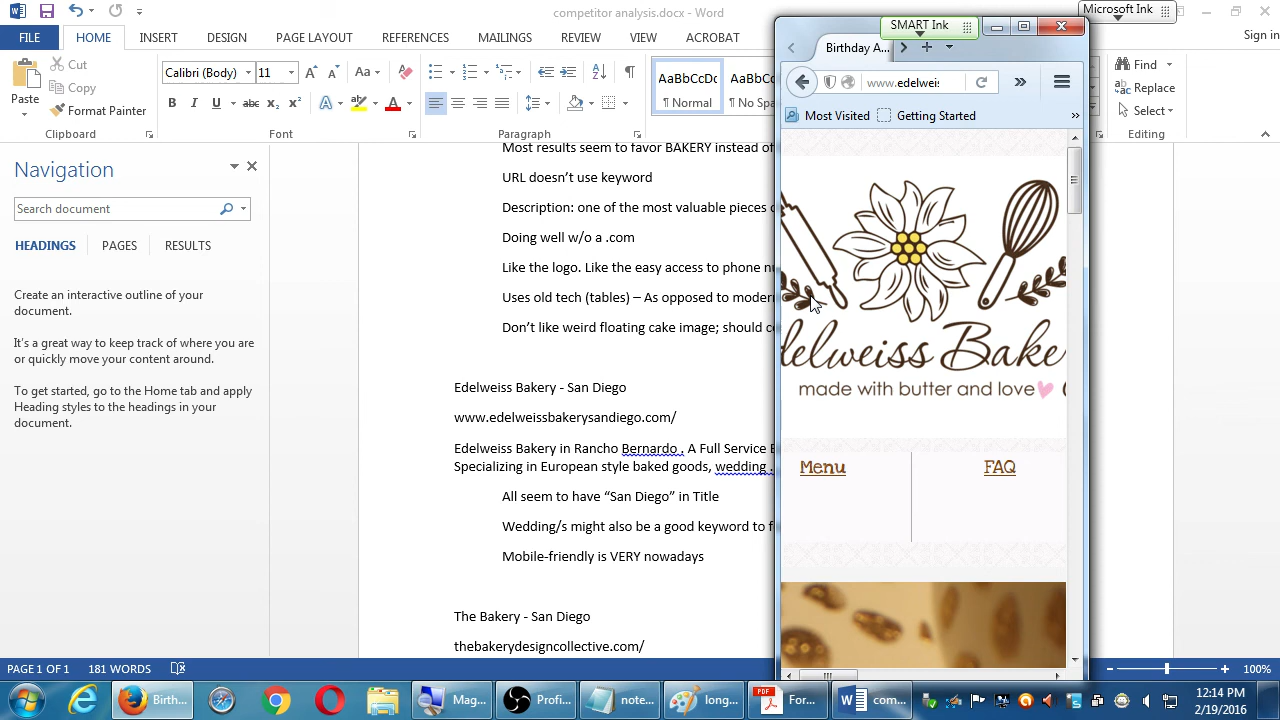 competitor analysis.docx - Word
Microsoft Ink
SMART Ink
Sign in
FILE
HOME
INSERT
DESIGN
PAGE LAYOUT
REFERENCES
MAILINGS
REVIEW
VIEW
ACROBAT
Paste
Cut
Copy
Format Painter
Clipboard
Calibri (Body)
11
Font
Paragraph
AaBbCcDc
¶ Normal
¶ No Spa
Find
Replace
Select
Editing
Birthday A...
www.edelweis
Most Visited
Getting Started
Navigation
Search document
HEADINGS
PAGES
RESULTS
Create an interactive outline of your
document.
It's a great way to keep track of where you are
or quickly move your content around.
To get started, go to the Home tab and apply
Heading styles to the headings in your
document.
Most results seem to favor BAKERY instead of
URL doesn't use keyword
Description: one of the most valuable pieces
Doing well w/o a .com
Like the logo. Like the easy access to phone
Uses old tech (tables) – As opposed to
Don't like weird floating cake image; should
Edelweiss Bakery - San Diego
www.edelweissbakerysandiego.com/
Edelweiss Bakery in Rancho Bernardo . A Full Service
Specializing in European style baked goods, wedding
All seem to have “San Diego” in Title
Wedding/s might also be a good keyword to
Mobile-friendly is VERY nowadays
The Bakery - San Diego
thebakerydesigncollective.com/
delweiss Bake
made with butter and love
Menu
FAQ
PAGE 1 OF 1
181 WORDS
100%
Birth...
Mag...
Profi...
note...
long...
PDF
For...
com...
12:14 PM
2/19/2016